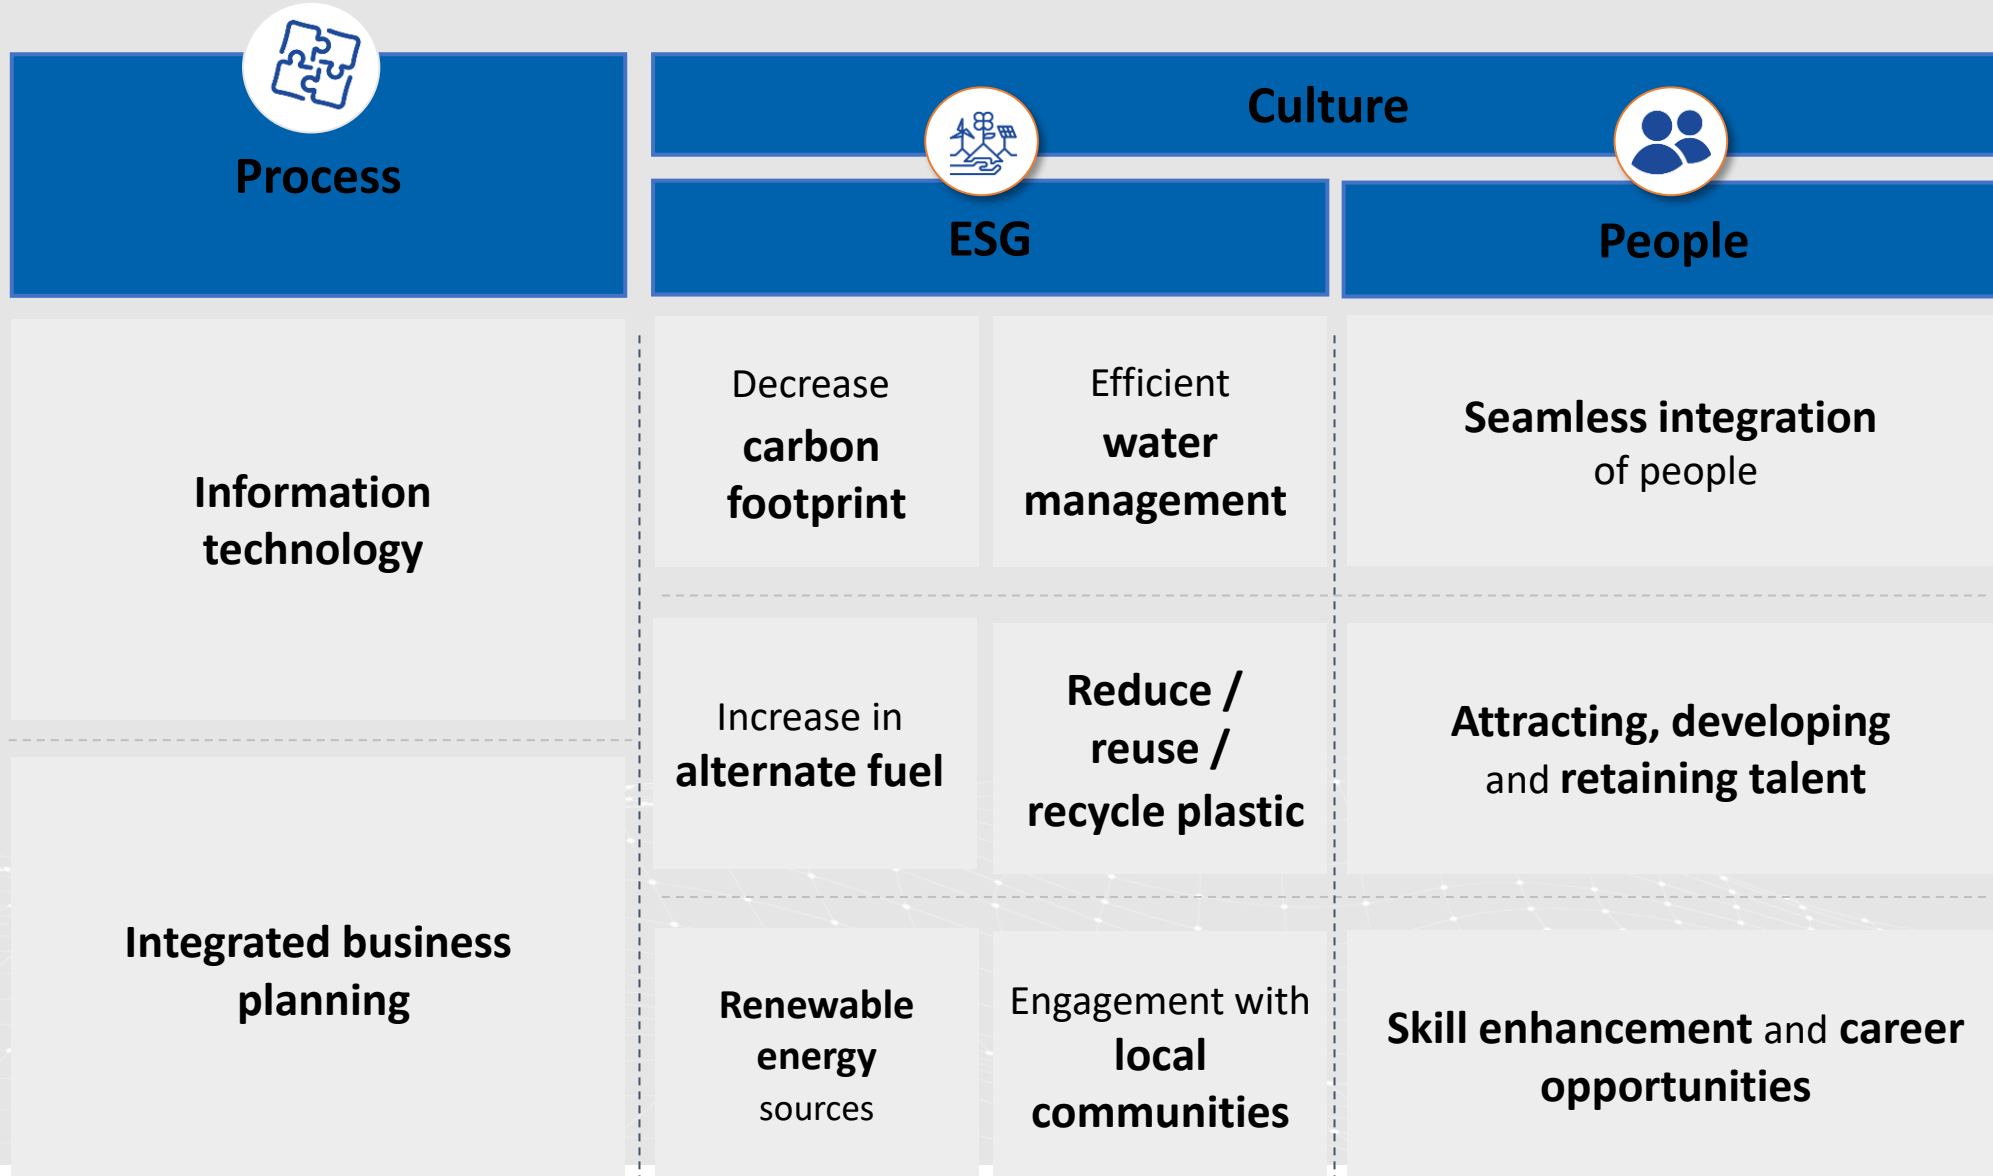 Process
Culture
ESG
People
Information
technology
Integrated business
planning
Decrease
carbon
footprint
Efficient
water
management
Increase in
alternate fuel
Reduce /
reuse /
recycle plastic
Renewable
energy
sources
Engagement with
local
communities
Seamless integration
of people
Attracting, developing
and retaining talent
Skill enhancement and career
opportunities